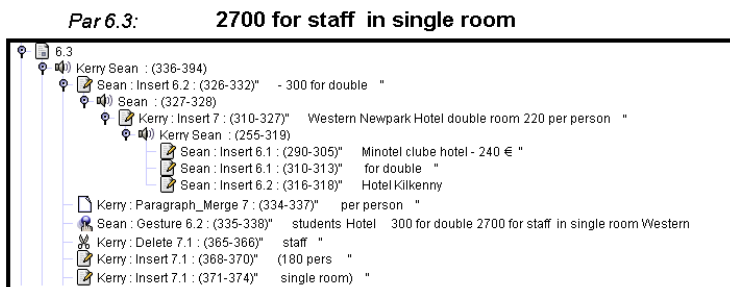 Par 6.3: 2700 for staff in single room
6.3
Kerry Sean : (336-394)
Sean : Insert 6.2 : (326-332)" - 300 for double "
Sean : (327-328)
Kerry : Insert 7 : (310-327)" Western Newpark Hotel double room 220 per person "
Kerry Sean : (255-319)
Sean : Insert 6.1 : (290-305)" Minotel clube hotel - 240 € "
Sean : Insert 6.1 : (310-313)" for double "
Sean : Insert 6.2 : (316-318)" Hotel Kilkenny
Kerry : Paragraph_Merge 7 : (334-337)" per person "
Sean : Gesture 6.2 : (335-338)" students Hotel 300 for double 2700 for staff in single room Western
Kerry : Delete 7.1 : (365-366)" staff "
Kerry : Insert 7.1 : (368-370)" (180 pers "
Kerry : Insert 7.1 : (371-374)" single room) "